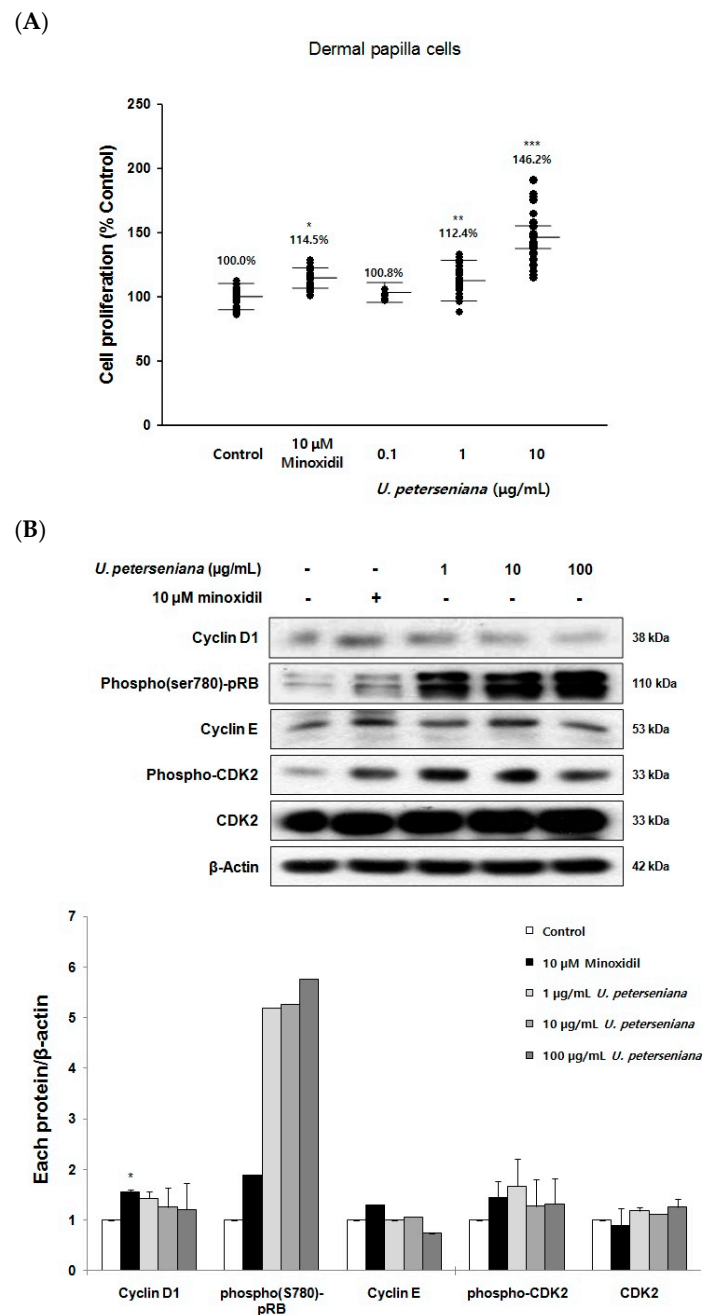 (A)
Dermal papilla cells
Cell proliferation (% Control)
250
200
150
100
50
0
100.0%
*
114.5%
100.8%
**
112.4%
***
146.2%
Control
10 µM
Minoxidil
0.1
1
10
U. peterseniana (µg/mL)
(B)
U. peterseniana (µg/mL) - - 1 10 100
10 µM minoxidil - + - - -
Cyclin D1 38 kDa
Phospho(ser780)-pRB 110 kDa
Cyclin E 53 kDa
Phospho-CDK2 33 kDa
CDK2 33 kDa
β-Actin 42 kDa
Each protein/β-actin
7
6
5
4
3
2
1
0
*
Control
10 µM Minoxidil
1 µg/mL U. peterseniana
10 µg/mL U. peterseniana
100 µg/mL U. peterseniana
Cyclin D1
phospho(S780)-
pRB
Cyclin E
phospho-CDK2
CDK2